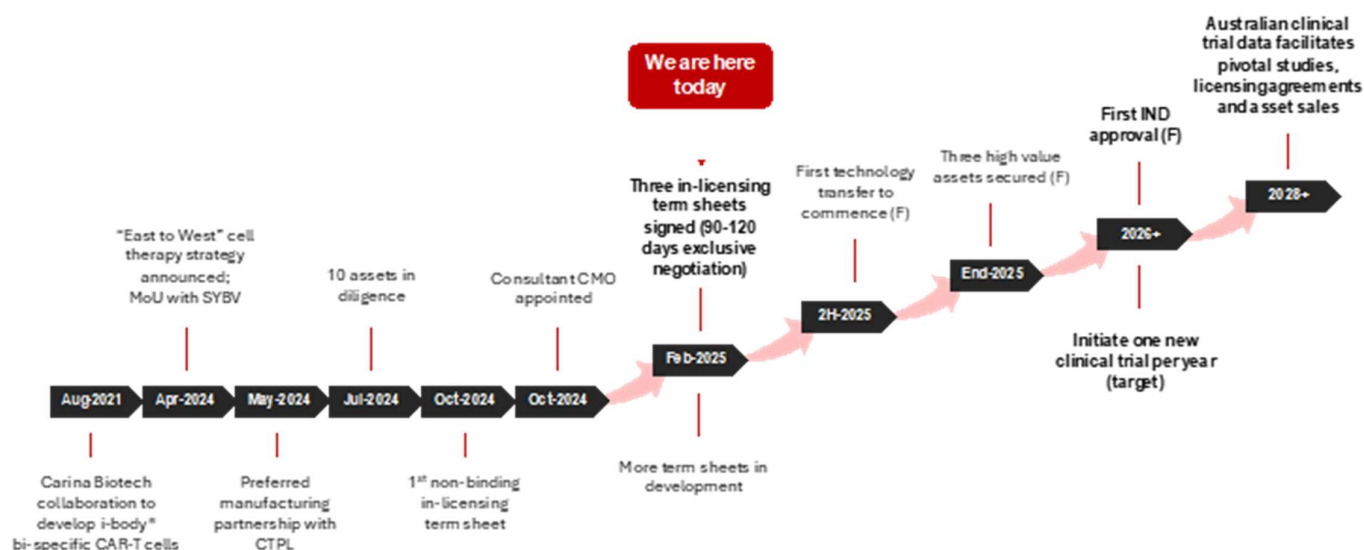 We are here
today
Australian clinical
trial data facilitates
pivotal studies,
licensing agreements
and asset sales
First IND
approval (F)
Three high value
assets secured (F)
First technology
transfer to
commence (F)
Three in-licensing
term sheets
signed (90-120
days exclusive
negotiation)
"East to West" cell
therapy strategy
announced;
MoU with SYBV
10 assets in
diligence
Consultant CMO
appointed
2028+
2026+
End-2025
2H-2025
Feb-2025
Aug-2021
Apr-2024
May-2024
Jul-2024
Oct-2024
Oct-2024
Initiate one new
clinical trial per year
(target)
More term sheets in
development
Carina Biotech
collaboration to
develop i-body®
bi-specific CAR-T cells
Preferred
manufacturing
partnership with
CTPL
1st non-binding
in-licensing
term sheet